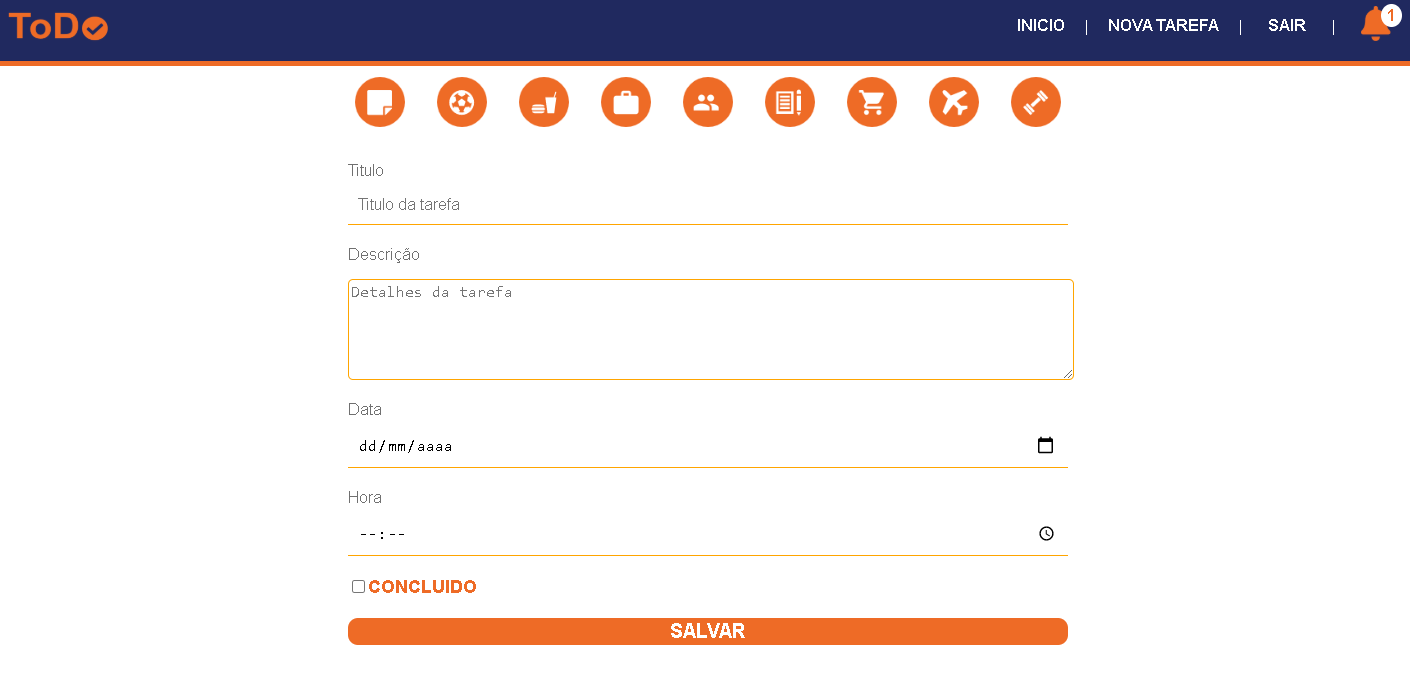 ToDo
INICIO | NOVA TAREFA | SAIR |
1
Titulo
Titulo da tarefa
Descrição
Detalhes da tarefa
Data
dd/mm/aaaa
Hora
--:--
CONCLUIDO
SALVAR